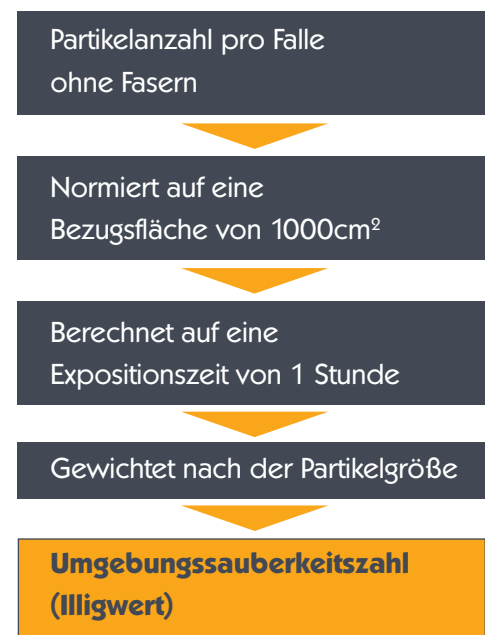 Partikelanzahl pro Falle
ohne Fasern
Normiert auf eine
Bezugsfläche von 1000cm²
Berechnet auf eine
Expositionszeit von 1 Stunde
Gewichtet nach der Partikelgröße
Umgebungssauberkeitszahl
(Illigwert)